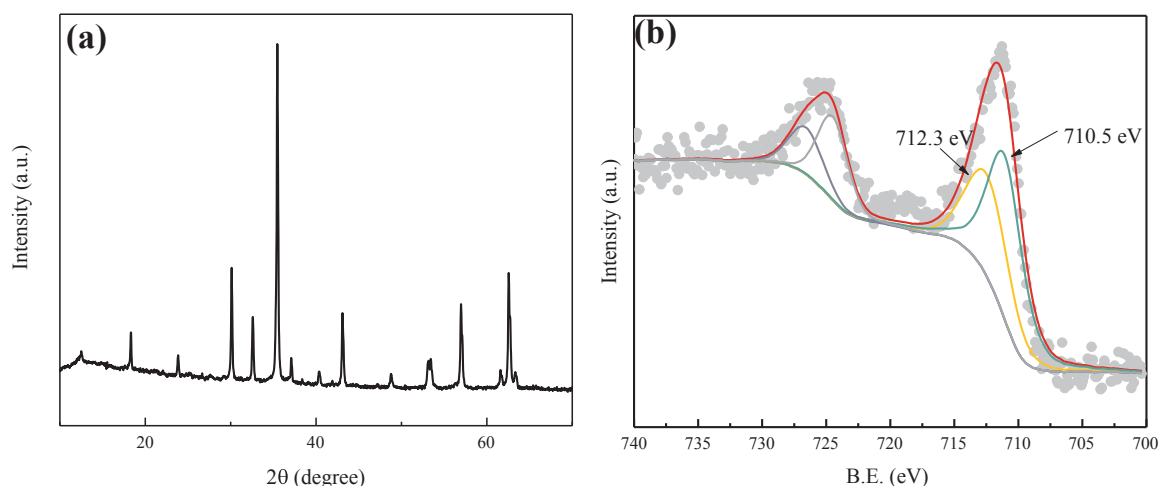 (a)
Intensity (a.u.)
20
40
60
2θ (degree)
(b)
712.3 eV
710.5 eV
Intensity (a.u.)
740
735
730
725
720
715
710
705
700
B.E. (eV)